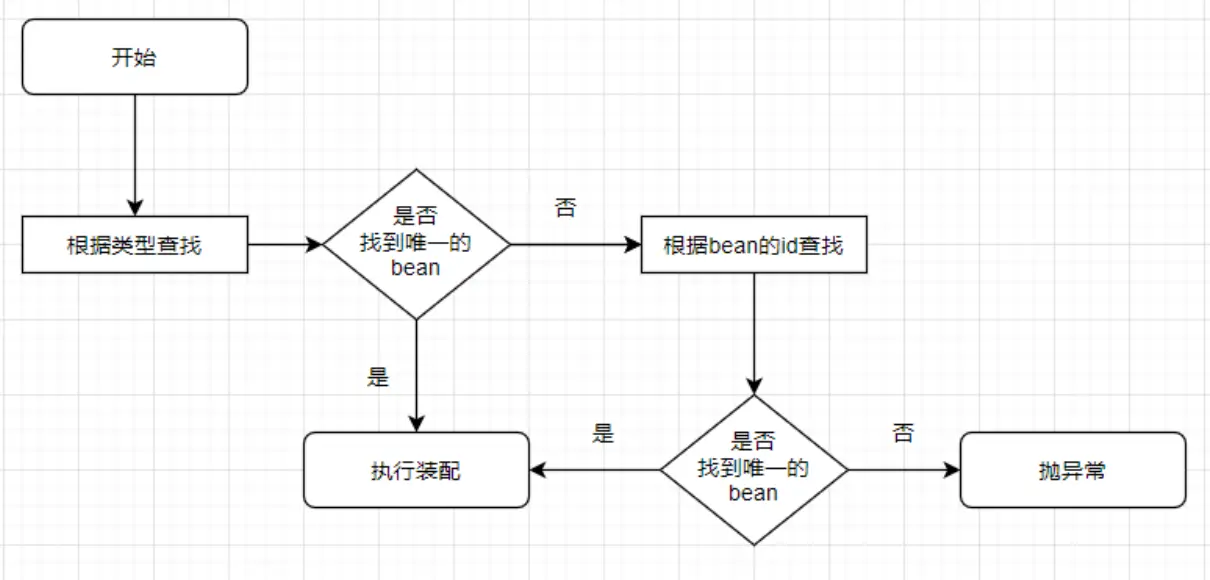 开始
根据类型查找
是否
找到唯一的
bean
否
根据bean的id查找
是
执行装配
是
是否
找到唯一的
bean
否
抛异常